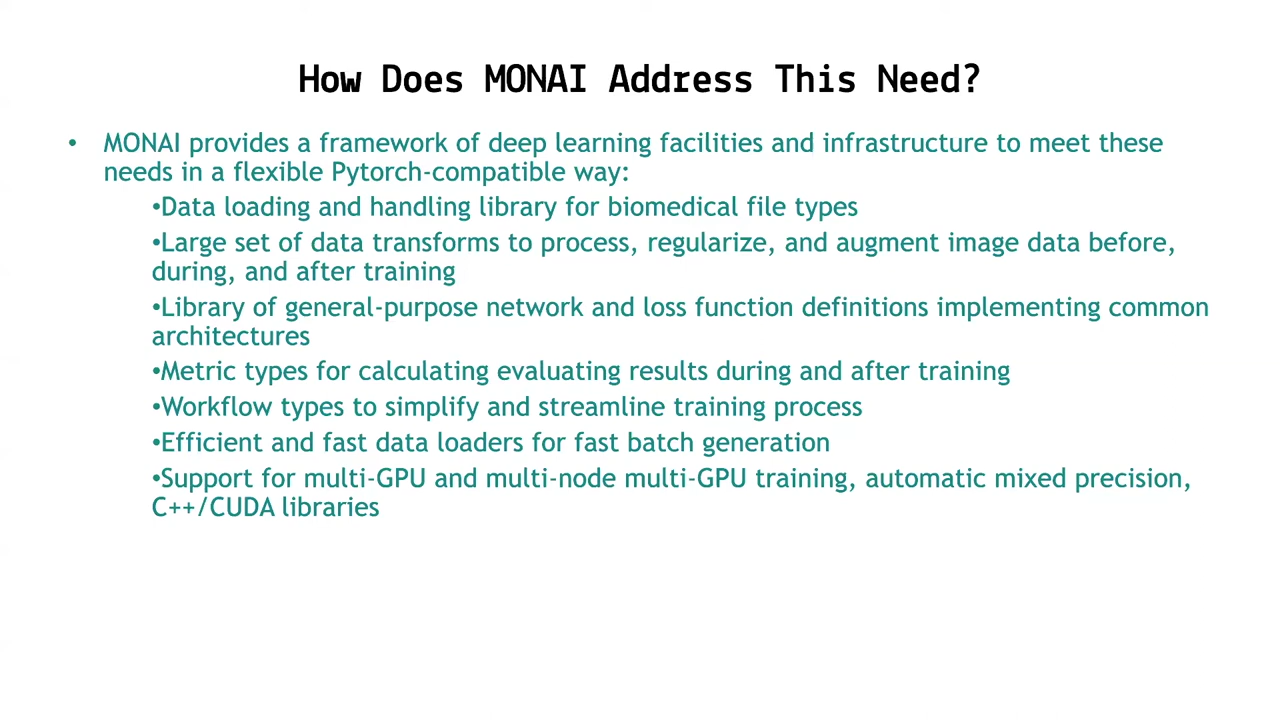 How Does MONAI Address This Need?
• MONAI provides a framework of deep learning facilities and infrastructure to meet these
needs in a flexible Pytorch-compatible way:
•Data loading and handling library for biomedical file types
•Large set of data transforms to process, regularize, and augment image data before,
during, and after training
•Library of general-purpose network and loss function definitions implementing common
architectures
•Metric types for calculating evaluating results during and after training
•Workflow types to simplify and streamline training process
•Efficient and fast data loaders for fast batch generation
•Support for multi-GPU and multi-node multi-GPU training, automatic mixed precision,
C++/CUDA libraries